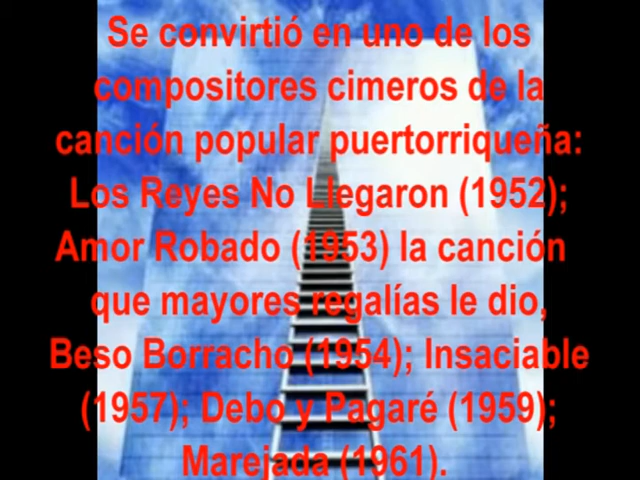 Se convirtió en uno de los
compositores cimeros de la
canción popular puertorriqueña:
Los Reyes No Llegaron (1952);
Amor Robado (1953) la canción
que mayores regalías le dio,
Beso Borracho (1954); Insaciable
(1957); Debo y Pagaré (1959);
Marejada (1961).